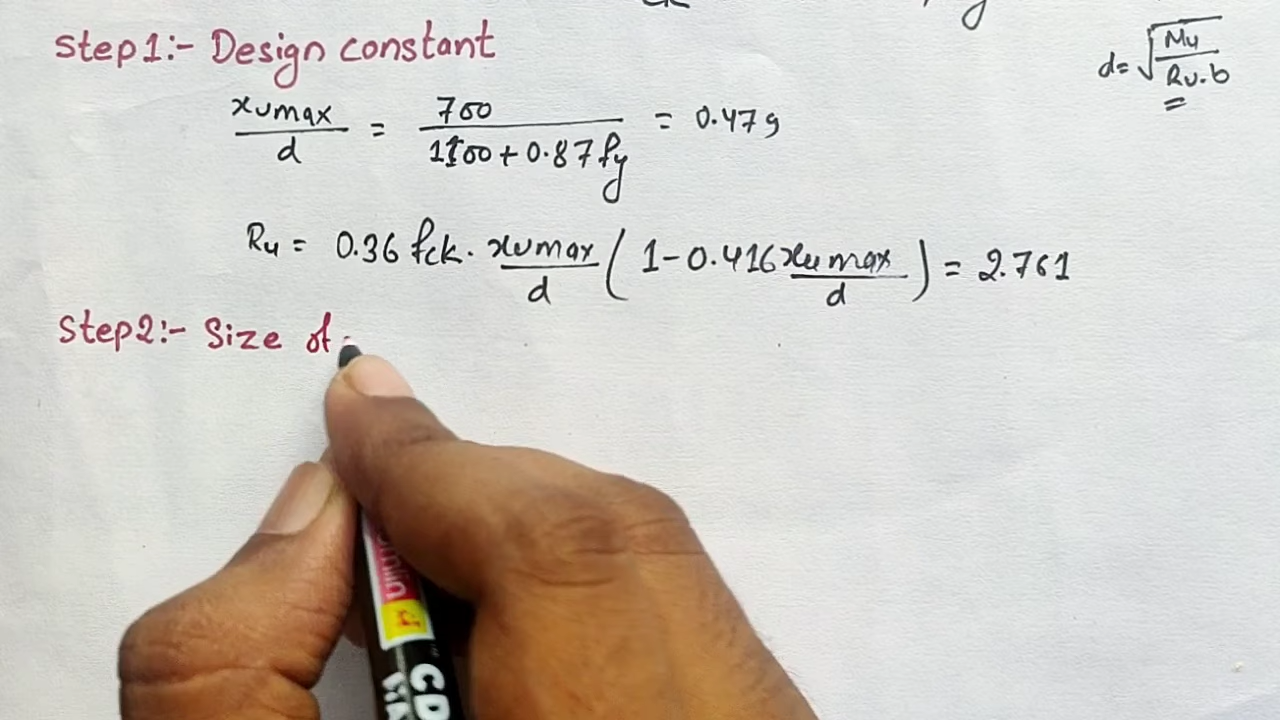 Step1:- Design constant
d= √(Mu / Ru.b)
xumax / d = 700 / 1100 + 0.87 fy = 0.479
Ru = 0.36 fck. xumax / d ( 1 - 0.416 xumax / d ) = 2.761
Step2:- Size of
CD